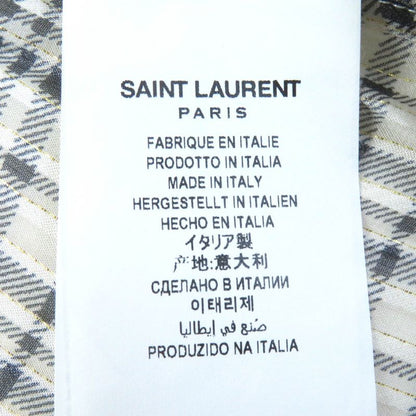 SAINT LAURENT
PARIS
FABRIQUE EN ITALIE
PRODOTTO IN ITALIA
MADE IN ITALY
HERGESTELLT IN ITALIEN
HECHO EN ITALIA
イタリア製
产地:意大利
СДЕЛАНО В ИТАЛИИ
이태리제
صُنع في إيطاليا
PRODUZIDO NA ITALIA